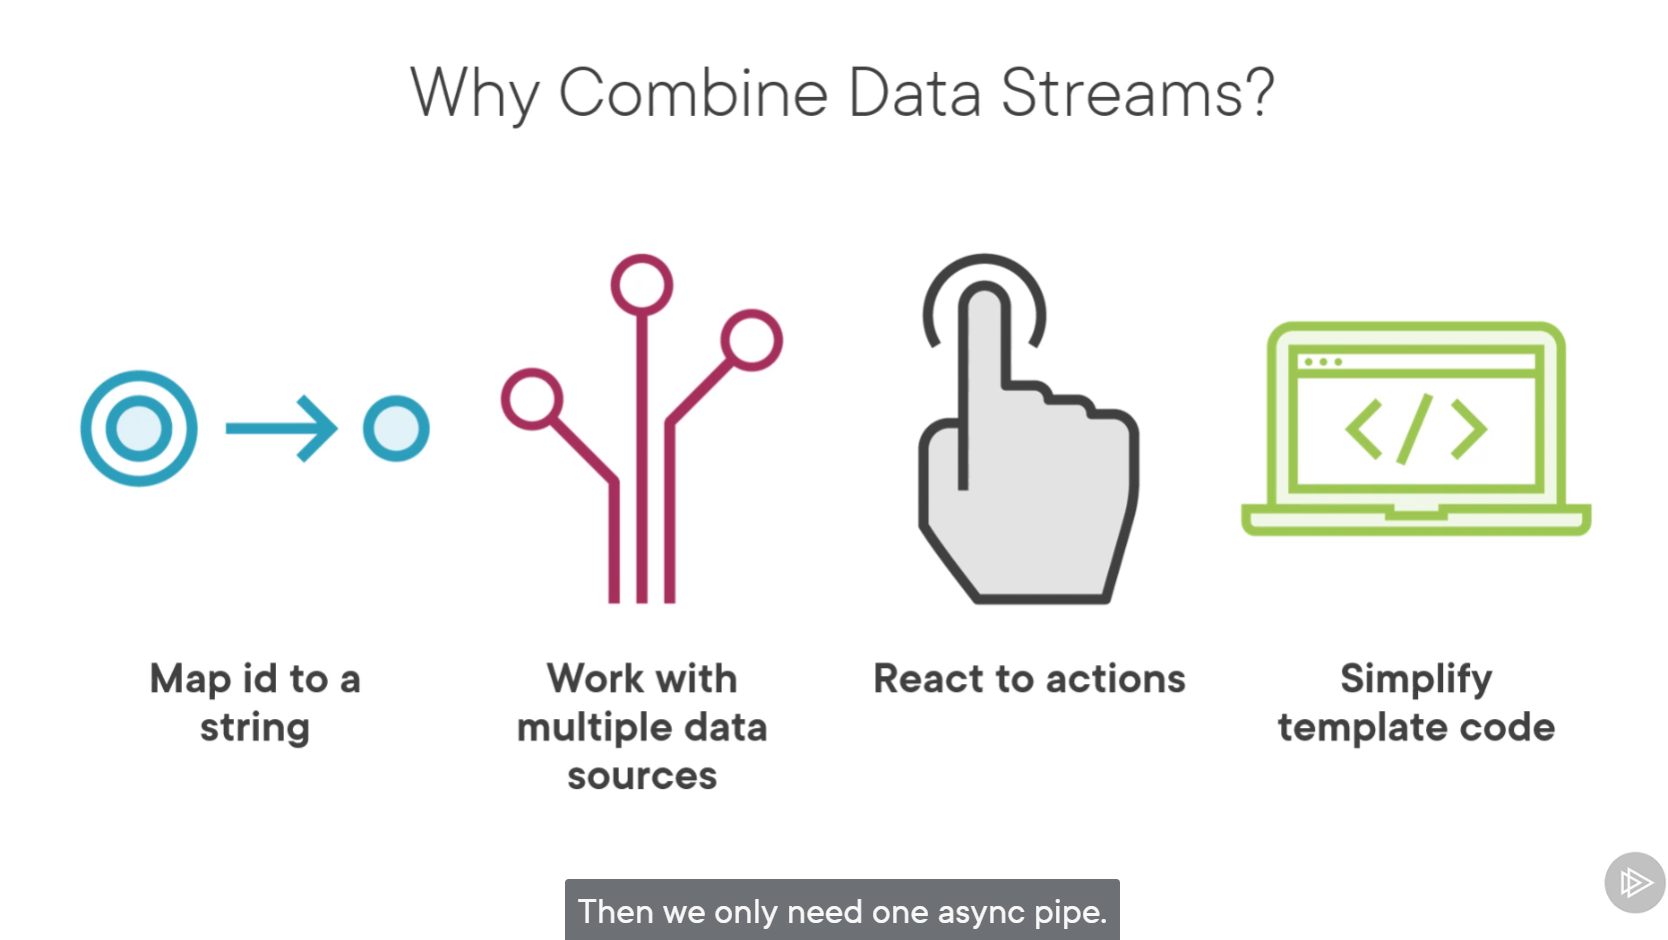 Why Combine Data Streams?
Map id to a
string
Work with
multiple data
sources
React to actions
Simplify
template code
</>
Then we only need one async pipe.